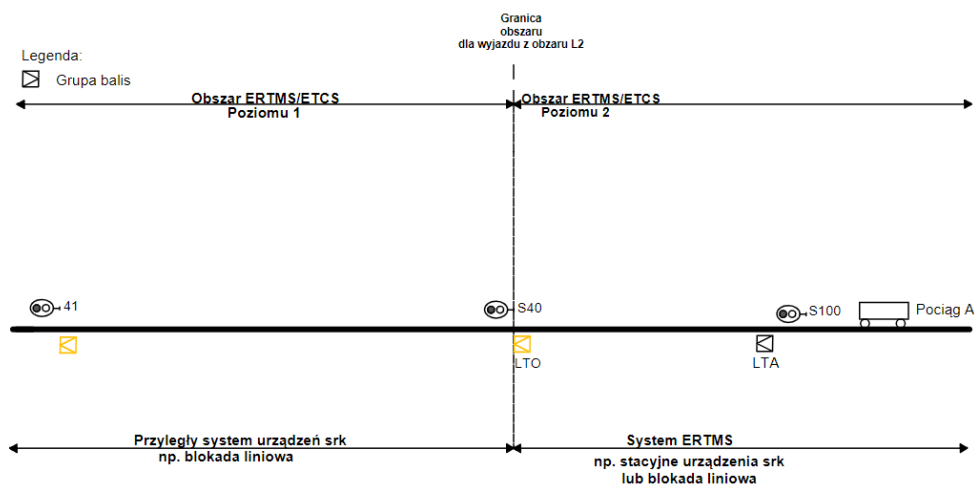 Granica
obszaru
dla wyjazdu z obzaru L2
Legenda:
Grupa balis
Obszar ERTMS/ETCS
Poziomu 1
Obszar ERTMS/ETCS
Poziomu 2
41
S40
S100
Pociąg A
LTO
LTA
Przyległy system urządzeń srk
np. blokada liniowa
System ERTMS
np. stacyjne urządzenia srk
lub blokada liniowa